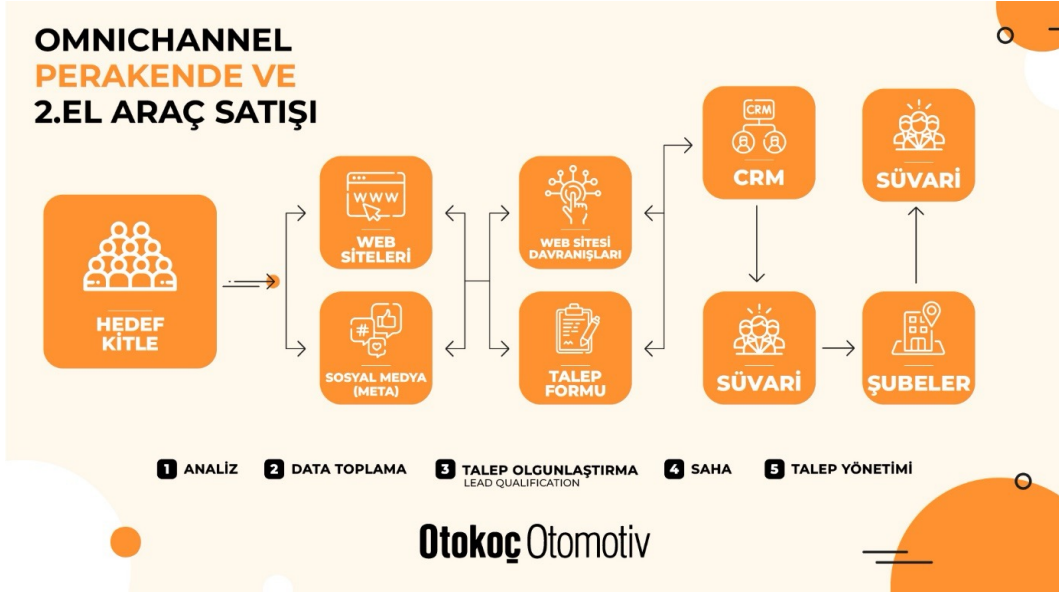 OMNICHANNEL
PERAKENDE VE
2.EL ARAÇ SATIŞI
HEDEF
KİTLE
WWW
WEB
SİTELERİ
#
SOSYAL MEDYA
(META)
WEB SİTESİ
DAVRANIŞLARI
TALEP
FORMU
CRM
CRM
SÜVARİ
ŞUBELER
SÜVARİ
1 ANALİZ
2 DATA TOPLAMA
3 TALEP OLGUNLAŞTIRMA
LEAD QUALIFICATION
4 SAHA
5 TALEP YÖNETİMİ
Otokoç Otomotiv